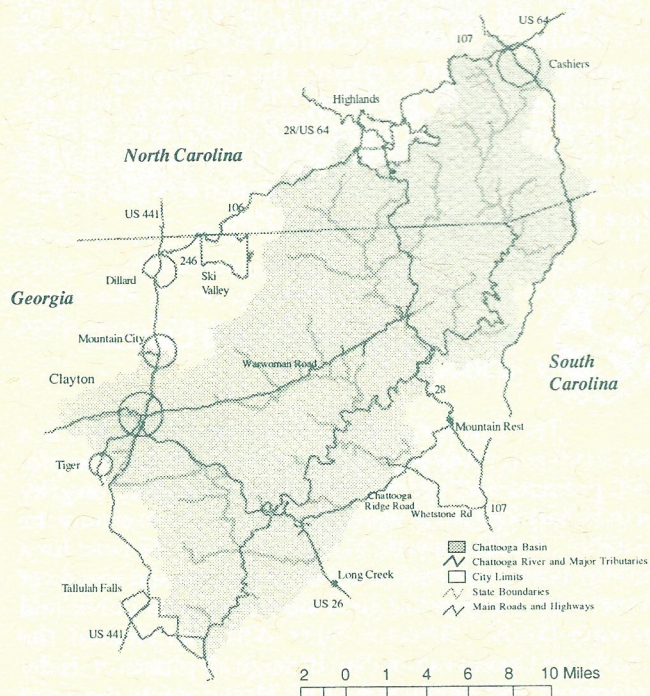 US 64
107
Cashiers
Highlands
28/US 64
North Carolina
106
US 441
246
Ski
Valley
Dillard
Georgia
Mountain City
Clayton
Warwoman Road
South
Carolina
28
Mountain Rest
Tiger
Chattooga
Ridge Road
Whetstone Rd
107
Long Creek
US 26
Tallulah Falls
US 441
Chattooga Basin
Chattooga River and Major Tributaries
City Limits
State Boundaries
Main Roads and Highways
2 0 2 4 6 8 10 Miles